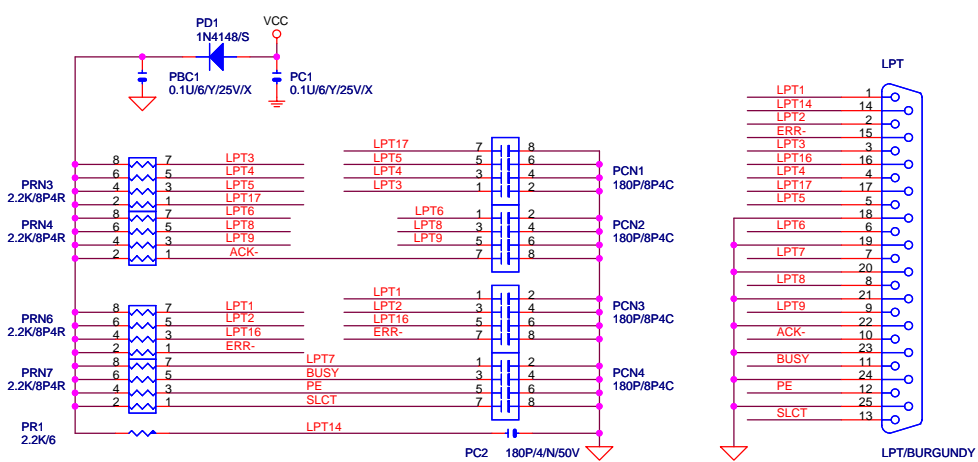 PD1
1N4148/S
VCC
PBC1
0.1U/6/Y/25V/X
PC1
0.1U/6/Y/25V/X
PRN3
2.2K/8P4R
8 7 LPT3
6 5 LPT4
4 3 LPT5
2 1 LPT17
PRN4
2.2K/8P4R
8 7 LPT6
6 5 LPT8
4 3 LPT9
2 1 ACK-
LPT17 7 8
LPT5 5 6
LPT4 3 4
LPT3 1 2
PCN1
180P/8P4C
LPT6 1 2
LPT8 3 4
LPT9 5 6
7 8
PCN2
180P/8P4C
PRN6
2.2K/8P4R
8 7 LPT1
6 5 LPT2
4 3 LPT16
2 1 ERR-
LPT1 1 2
LPT2 3 4
LPT16 5 6
ERR- 7 8
PCN3
180P/8P4C
PRN7
2.2K/8P4R
8 7 LPT7 1 2
6 5 BUSY 3 4
4 3 PE 5 6
2 1 SLCT 7 8
PCN4
180P/8P4C
PR1
2.2K/6
LPT14
PC2
180P/4/N/50V
LPT
LPT1 1
LPT14 14
LPT2 2
ERR- 15
LPT3 3
LPT16 16
LPT4 4
LPT17 17
LPT5 5
18
LPT6 6
19
LPT7 7
20
LPT8 8
21
LPT9 9
22
ACK- 10
23
BUSY 11
24
PE 12
25
SLCT 13
LPT/BURGUNDY